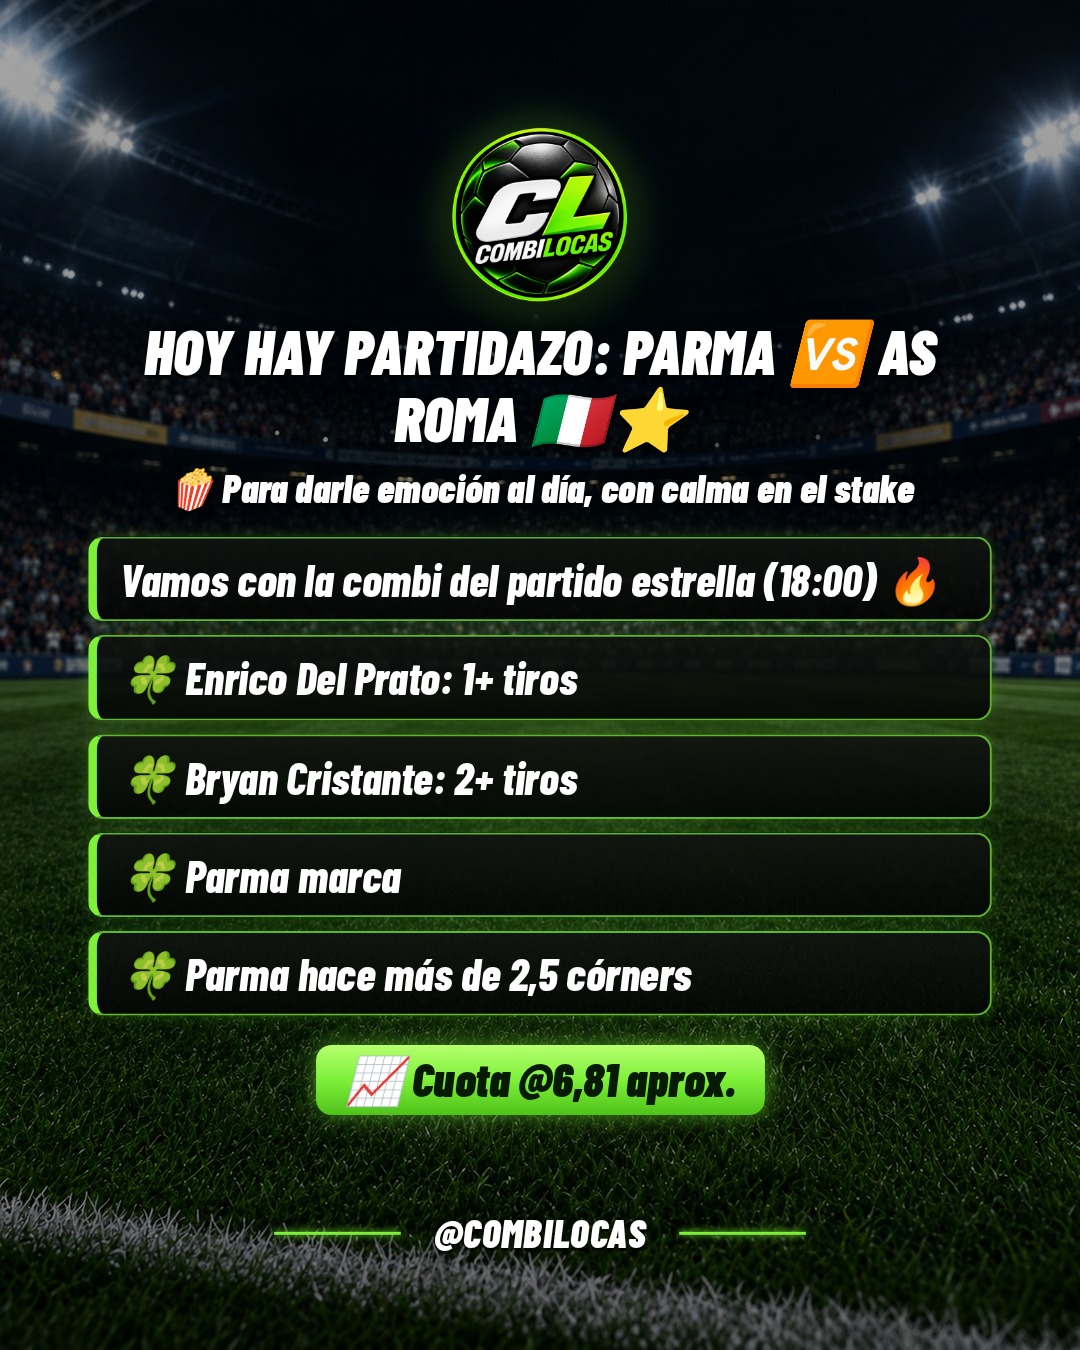 CL
COMBILOCAS
HOY HAY PARTIDAZO: PARMA 🆚 AS
ROMA 🇮🇹⭐
🍿 Para darle emoción al día, con calma en el stake
Vamos con la combi del partido estrella (18:00) 🔥
🍀 Enrico Del Prato: 1+ tiros
🍀 Bryan Cristante: 2+ tiros
🍀 Parma marca
🍀 Parma hace más de 2,5 córners
📈 Cuota @6,81 aprox.
@COMBILOCAS